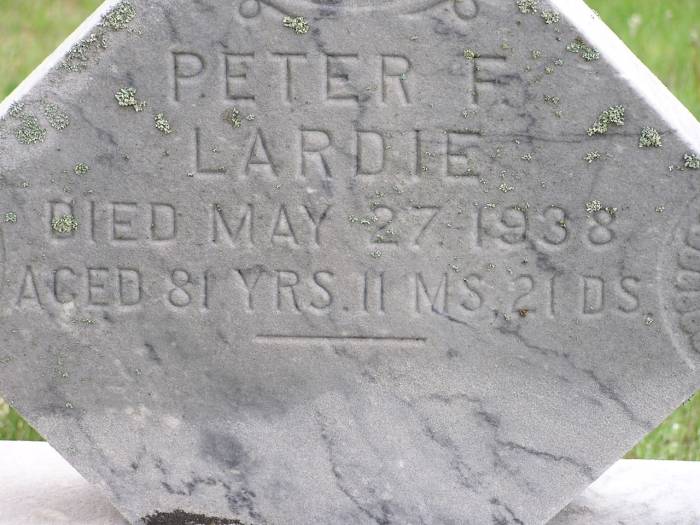 PETER F.
LARDIE
DIED MAY 27 1938
AGED 81 YRS. 11 MS. 21 DS.